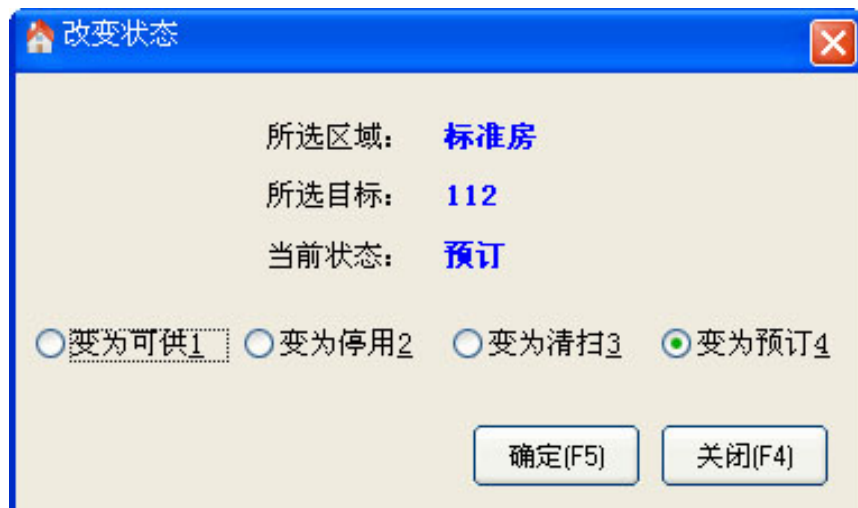 改变状态
所选区域： 标准房
所选目标： 112
当前状态： 预订
变为可供1 变为停用2 变为清扫3 变为预订4
确定(F5) 关闭(F4)